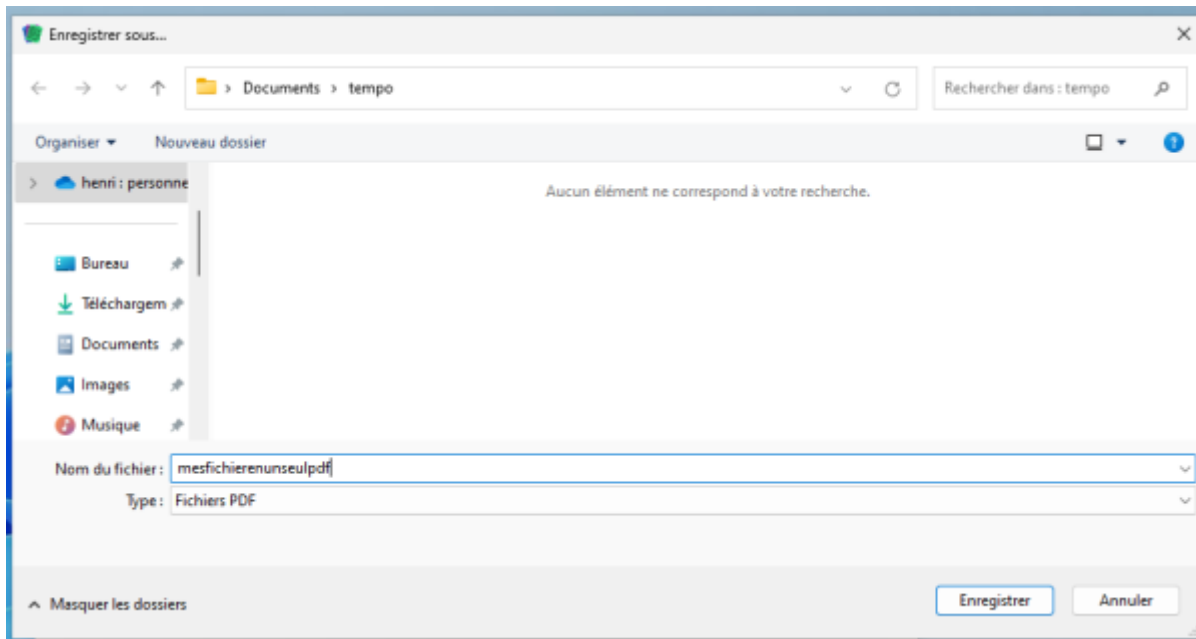 Enregistrer sous...
Documents > tempo
Rechercher dans : tempo
Organiser
Nouveau dossier
henri : personne
Aucun élément ne correspond à votre recherche.
Bureau
Téléchargem
Documents
Images
Musique
Nom du fichier : mesfichierenunseulpdf
Type : Fichiers PDF
Masquer les dossiers
Enregistrer
Annuler